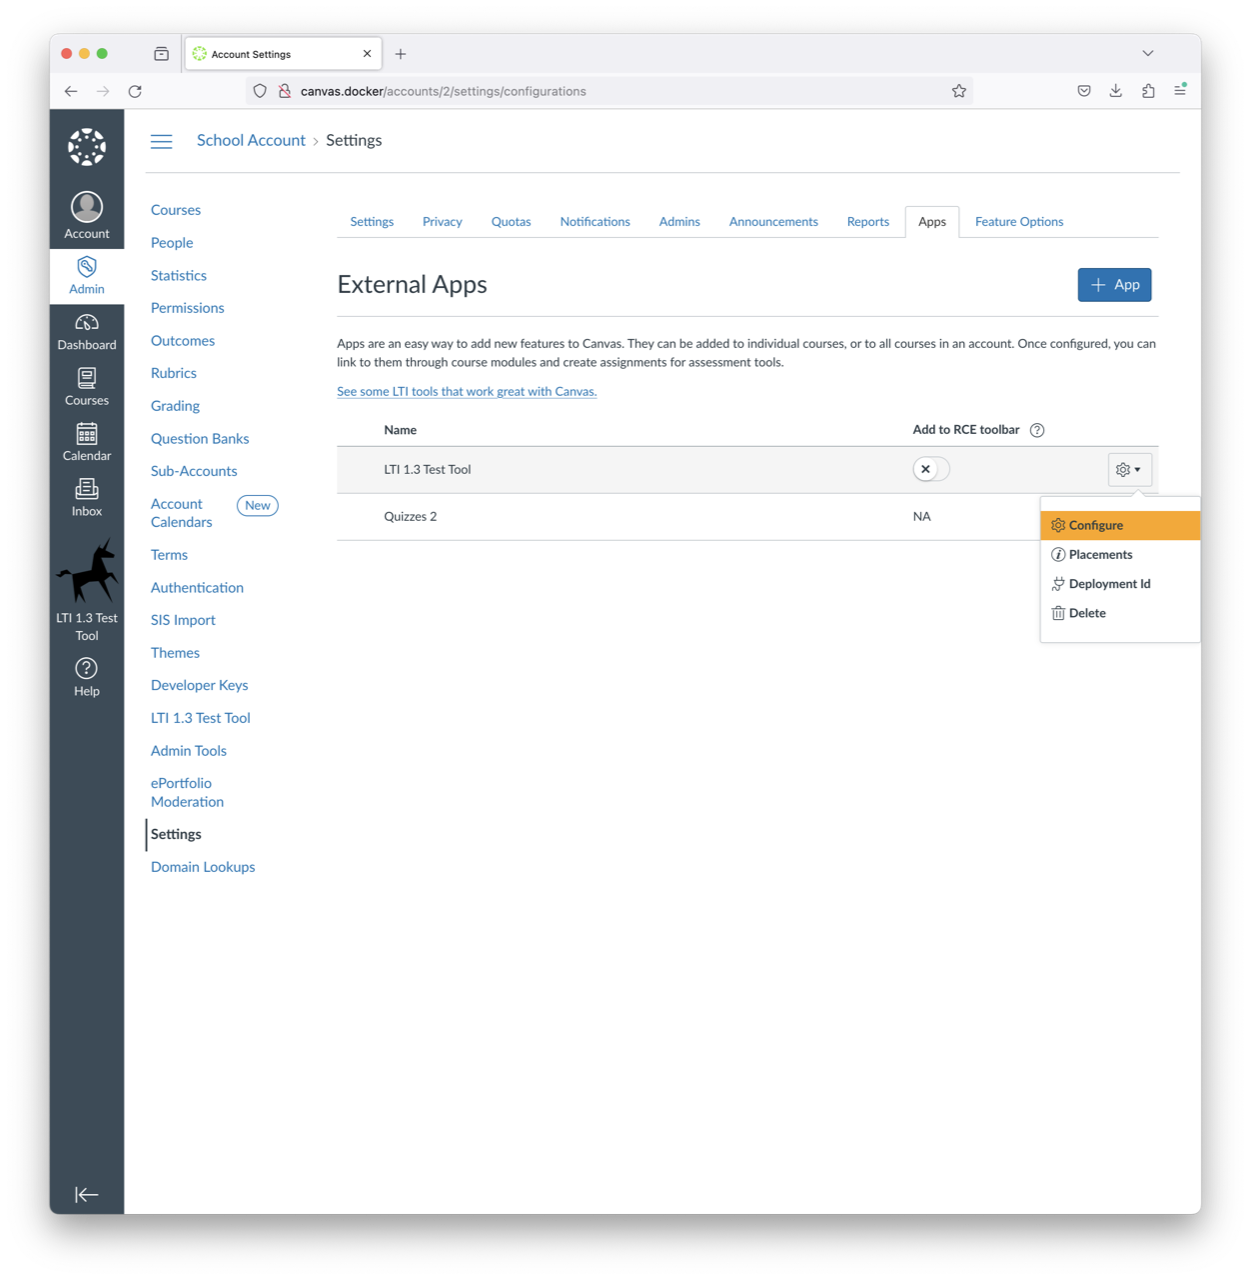 Account Settings
canvas.docker/accounts/2/settings/configurations
School Account > Settings
Account
Admin
Dashboard
Courses
Calendar
Inbox
LTI 1.3 Test
Tool
Help
Courses
People
Statistics
Permissions
Outcomes
Rubrics
Grading
Question Banks
Sub-Accounts
Account
Calendars
New
Terms
Authentication
SIS Import
Themes
Developer Keys
LTI 1.3 Test Tool
Admin Tools
ePortfolio
Moderation
Settings
Domain Lookups
Settings Privacy Quotas Notifications Admins Announcements Reports Apps Feature Options
External Apps
+ App
Apps are an easy way to add new features to Canvas. They can be added to individual courses, or to all courses in an account. Once configured, you can
link to them through course modules and create assignments for assessment tools.
See some LTI tools that work great with Canvas.
Name Add to RCE toolbar ?
LTI 1.3 Test Tool
Quizzes 2 NA
Configure
Placements
Deployment Id
Delete